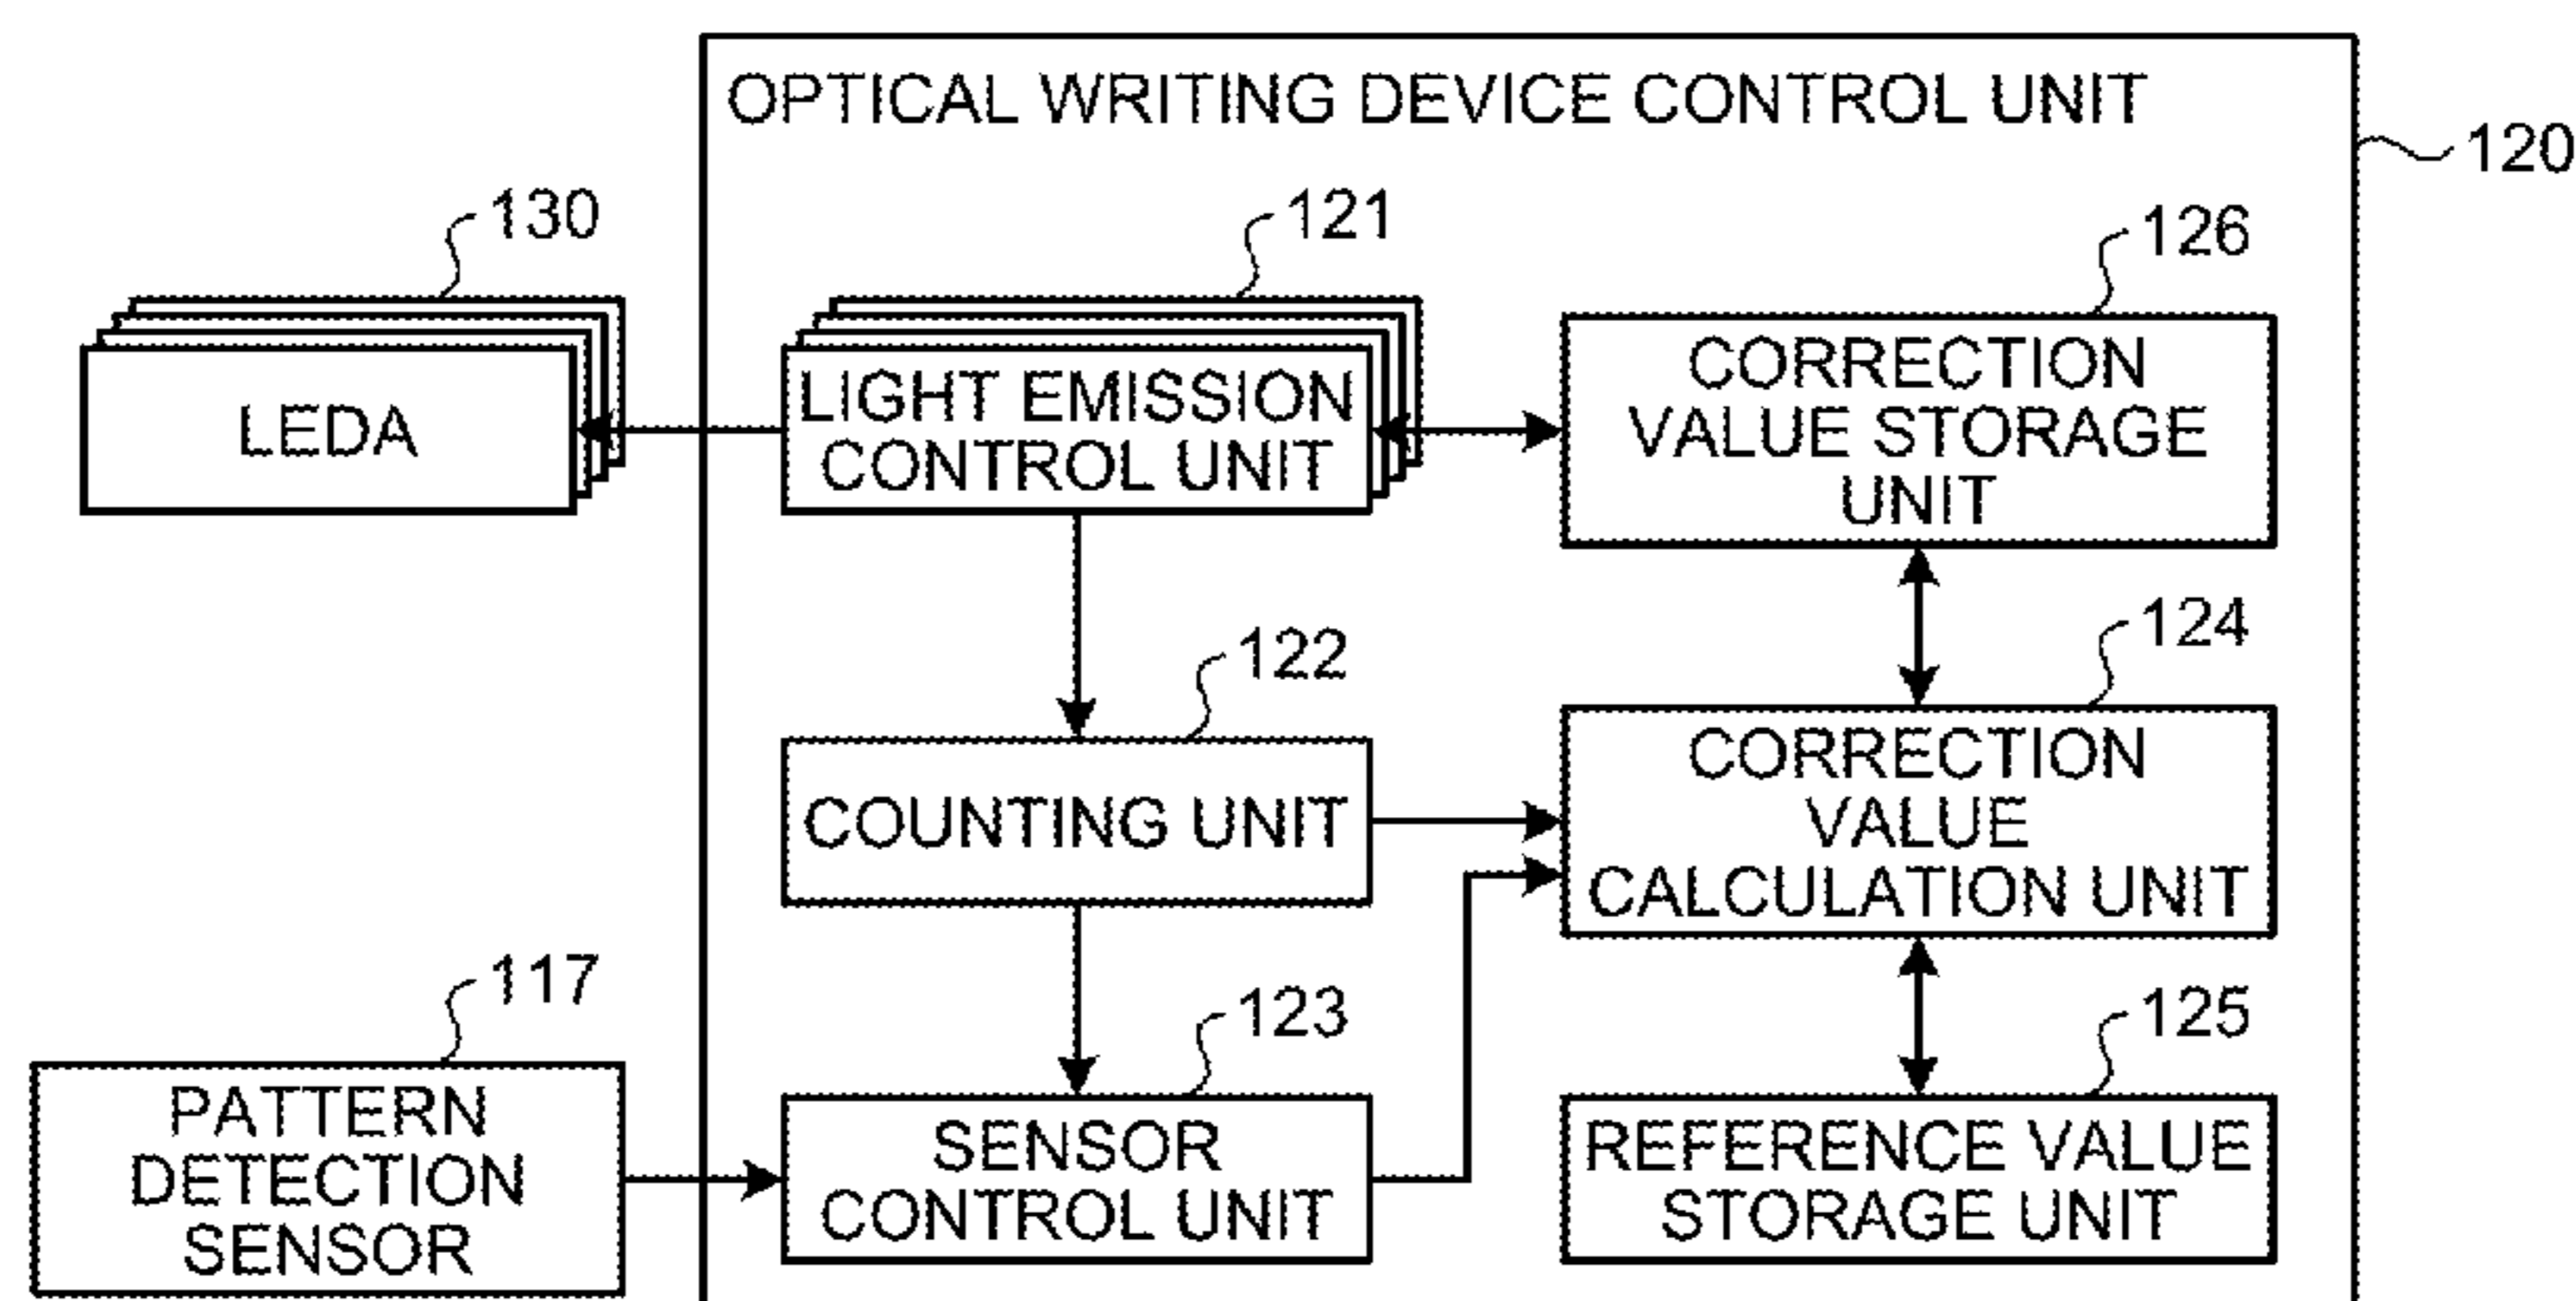 OPTICAL WRITING DEVICE CONTROL UNIT
120
130
121
126
LEDA
LIGHT EMISSION
CONTROL UNIT
CORRECTION
VALUE STORAGE
UNIT
122
124
COUNTING UNIT
CORRECTION
VALUE
CALCULATION UNIT
117
123
125
PATTERN
DETECTION
SENSOR
SENSOR
CONTROL UNIT
REFERENCE VALUE
STORAGE UNIT